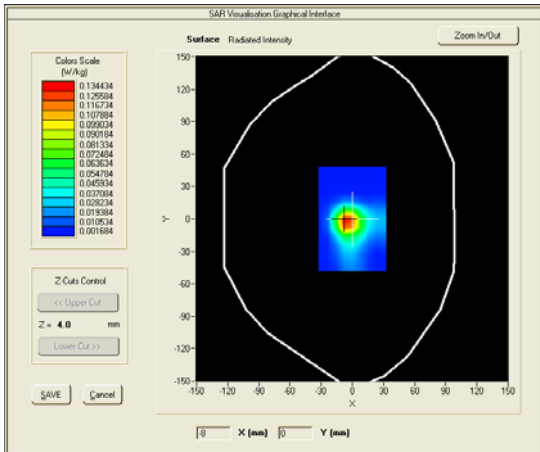 SAR Visualisation Graphical Interface
Surface Radiated Intensity
Zoom In/Out
Colors Scale
(W/kg)
0.134434
0.125584
0.116734
0.107884
0.099034
0.090184
0.081334
0.072484
0.063634
0.054784
0.045934
0.037084
0.028234
0.019384
0.010534
0.001684
Z-Cuts Control
<< Upper Cut
Z = 4.0 mm
Lower Cut >>
SAVE Cancel
150
120
90
60
30
Y 0
-30
-60
-90
-120
-150
-150 -120 -90 -60 -30 0 30 60 90 120 150
X
-8 X (mm) 0 Y (mm)